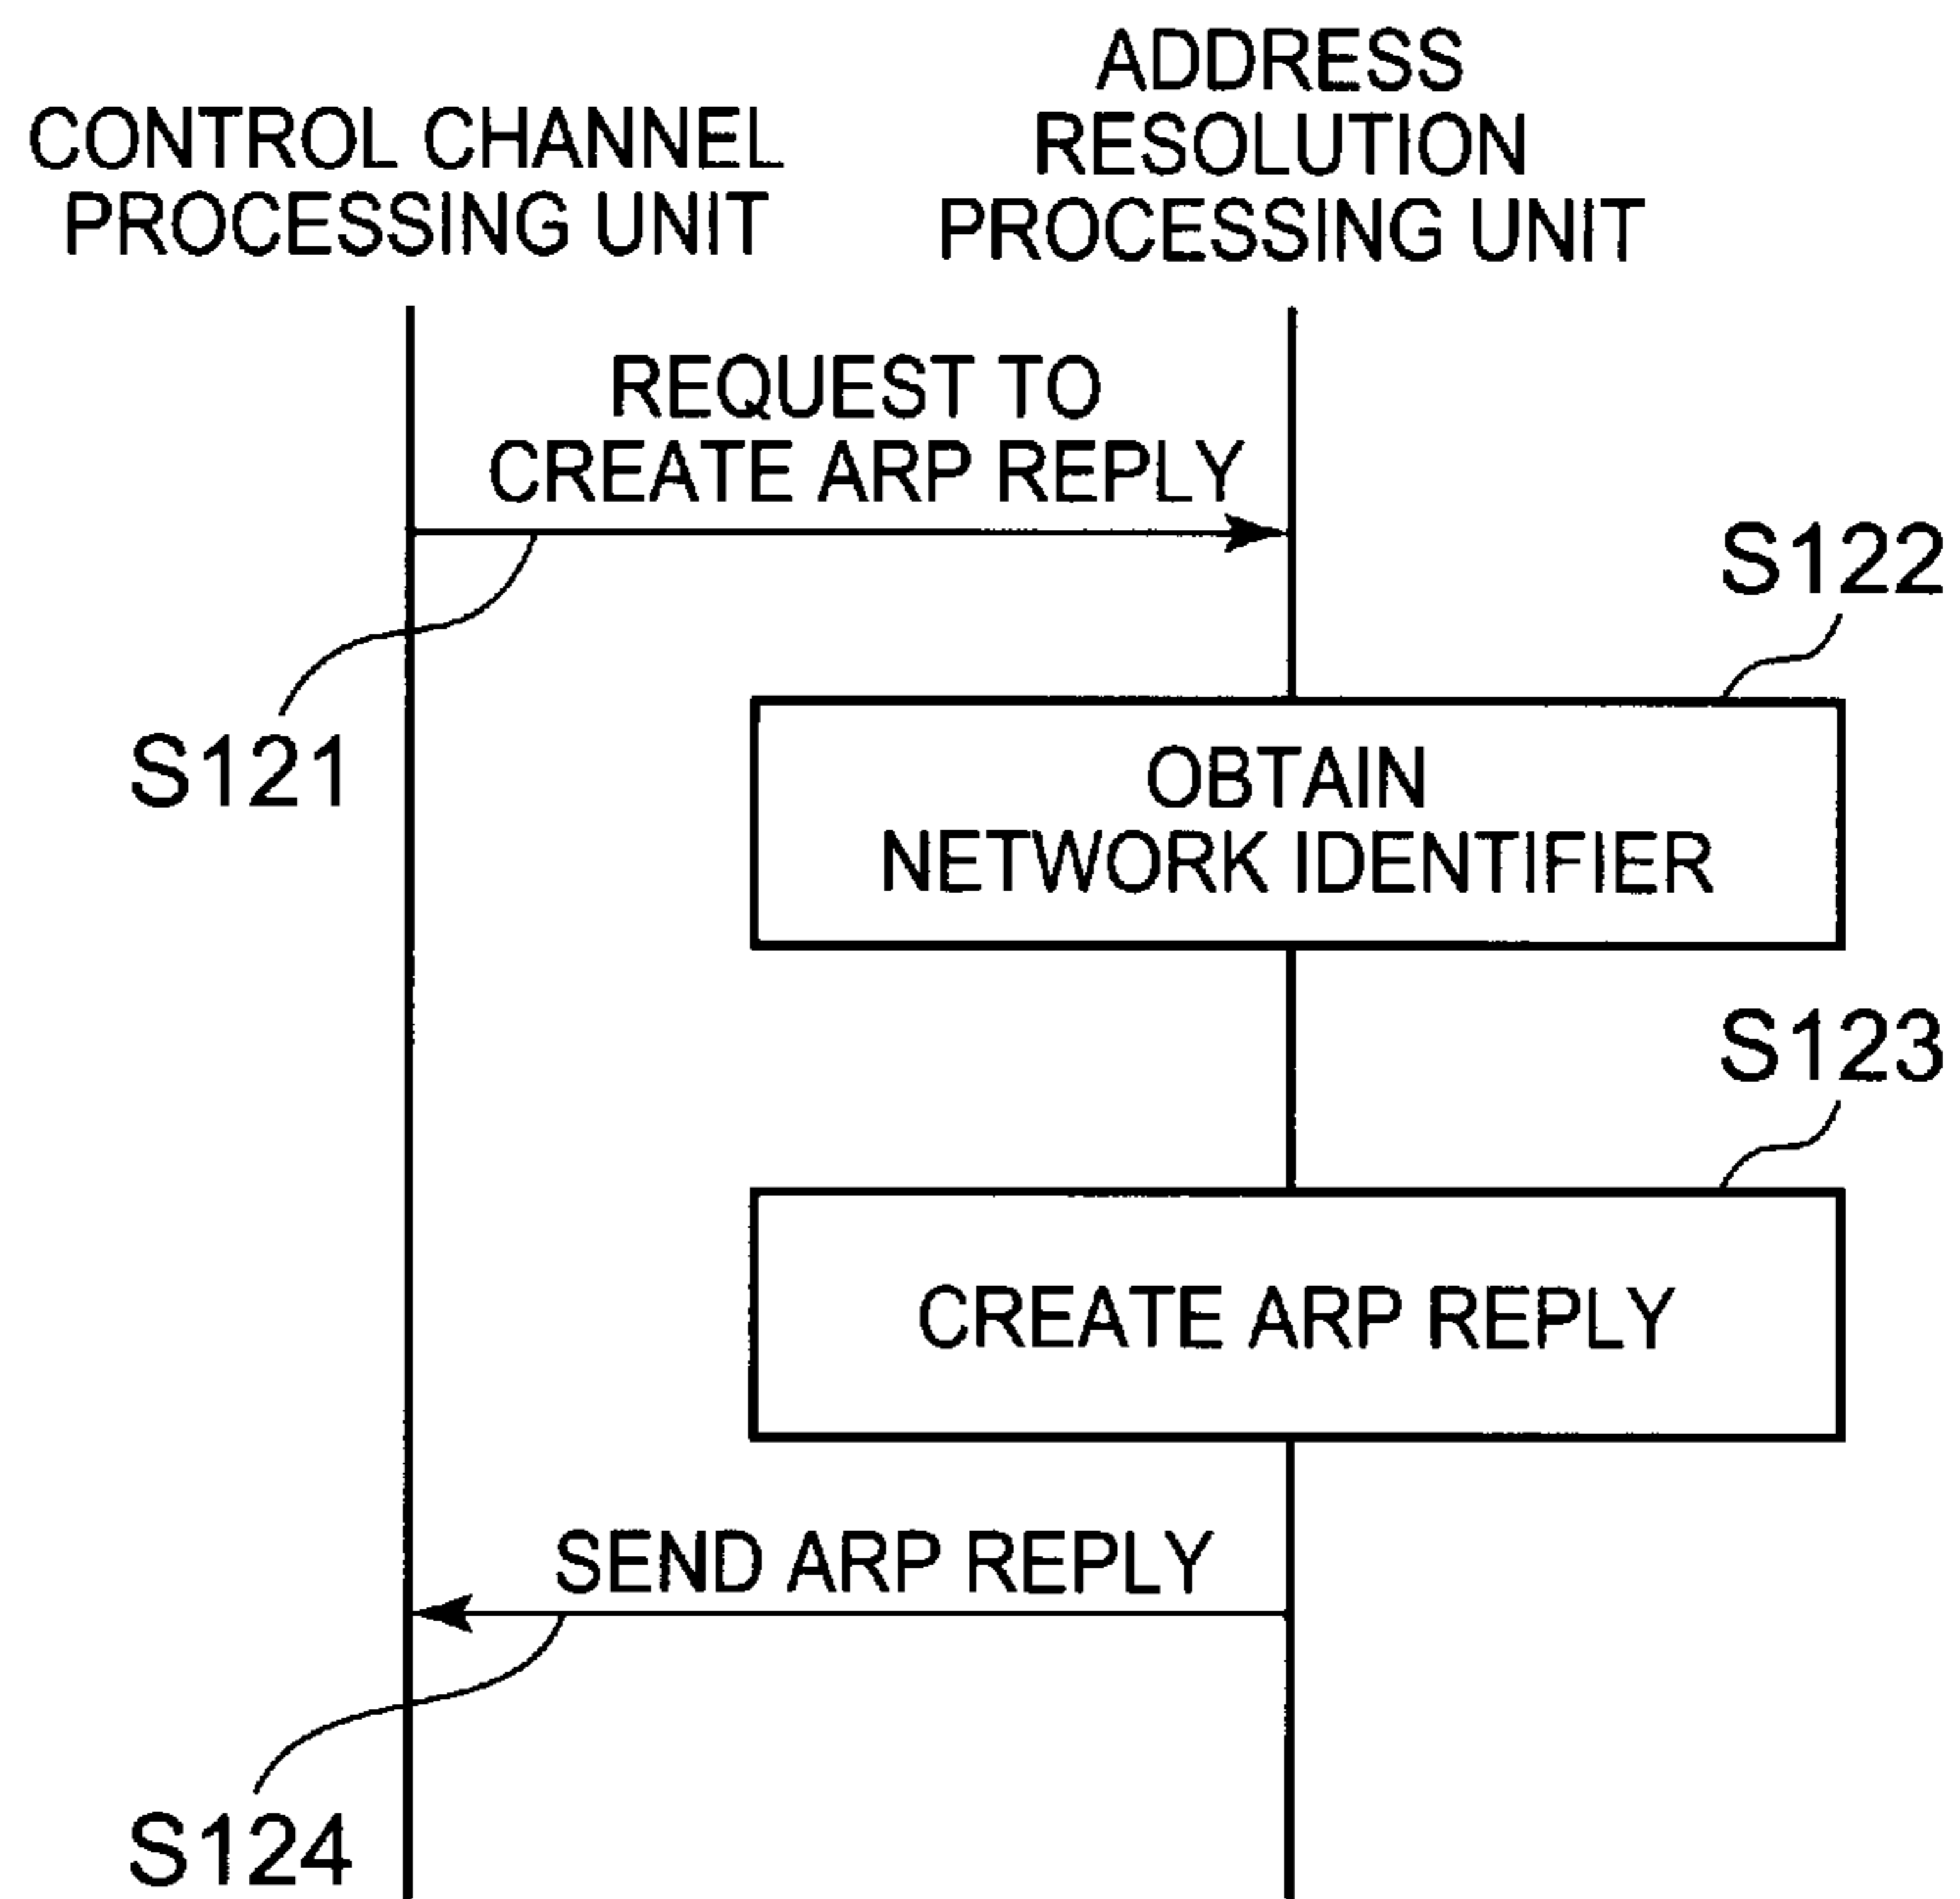 CONTROL CHANNEL
PROCESSING UNIT
ADDRESS
RESOLUTION
PROCESSING UNIT
REQUEST TO
CREATE ARP REPLY
S121
S122
OBTAIN
NETWORK IDENTIFIER
S123
CREATE ARP REPLY
SEND ARP REPLY
S124